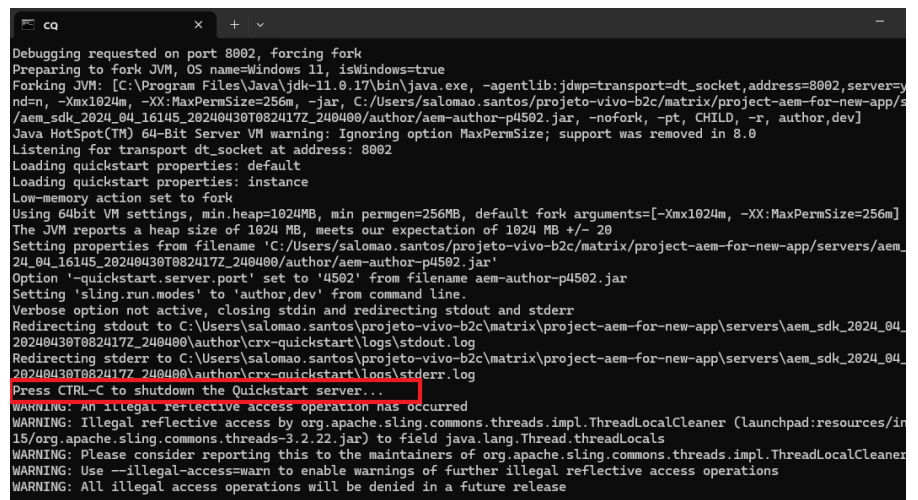 cq
Debugging requested on port 8002, forcing fork
Preparing to fork JVM, OS name=Windows 11, isWindows=true
Forking JVM: [C:\Program Files\Java\jdk-11.0.17\bin\java.exe, -agentlib:jdwp=transport=dt_socket,address=8002,server=y
nd=n, -Xmx1024m, -XX:MaxPermSize=256m, -jar, C:/Users/salomao.santos/projeto-vivo-b2c/matrix/project-aem-for-new-app/s
/aem_sdk_2024_04_16145_20240430T082417Z_240400/author/aem-author-p4502.jar, -nofork, -pt, CHILD, -r, author,dev]
Java HotSpot(TM) 64-Bit Server VM warning: Ignoring option MaxPermSize; support was removed in 8.0
Listening for transport dt_socket at address: 8002
Loading quickstart properties: default
Loading quickstart properties: instance
Low-memory action set to fork
Using 64bit VM settings, min.heap=1024MB, min permgen=256MB, default fork arguments=[-Xmx1024m, -XX:MaxPermSize=256m]
The JVM reports a heap size of 1024 MB, meets our expectation of 1024 MB +/- 20
Setting properties from filename 'C:/Users/salomao.santos/projeto-vivo-b2c/matrix/project-aem-for-new-app/servers/aem_
24_04_16145_20240430T082417Z_240400/author/aem-author-p4502.jar'
Option '-quickstart.server.port' set to '4502' from filename aem-author-p4502.jar
Setting 'sling.run.modes' to 'author,dev' from command line.
Verbose option not active, closing stdin and redirecting stdout and stderr
Redirecting stdout to C:\Users\salomao.santos\projeto-vivo-b2c\matrix\project-aem-for-new-app\servers\aem_sdk_2024_04_
20240430T082417Z_240400\author\crx-quickstart\logs\stdout.log
Redirecting stderr to C:\Users\salomao.santos\projeto-vivo-b2c\matrix\project-aem-for-new-app\servers\aem_sdk_2024_04_
20240430T082417Z_240400\author\crx-quickstart\logs\stderr.log
Press CTRL-C to shutdown the Quickstart server...
WARNING: An illegal reflective access operation has occurred
WARNING: Illegal reflective access by org.apache.sling.commons.threads.impl.ThreadLocalCleaner (launchpad:resources/in
15/org.apache.sling.commons.threads-3.2.22.jar) to field java.lang.Thread.threadLocals
WARNING: Please consider reporting this to the maintainers of org.apache.sling.commons.threads.impl.ThreadLocalCleaner
WARNING: Use --illegal-access=warn to enable warnings of further illegal reflective access operations
WARNING: All illegal access operations will be denied in a future release